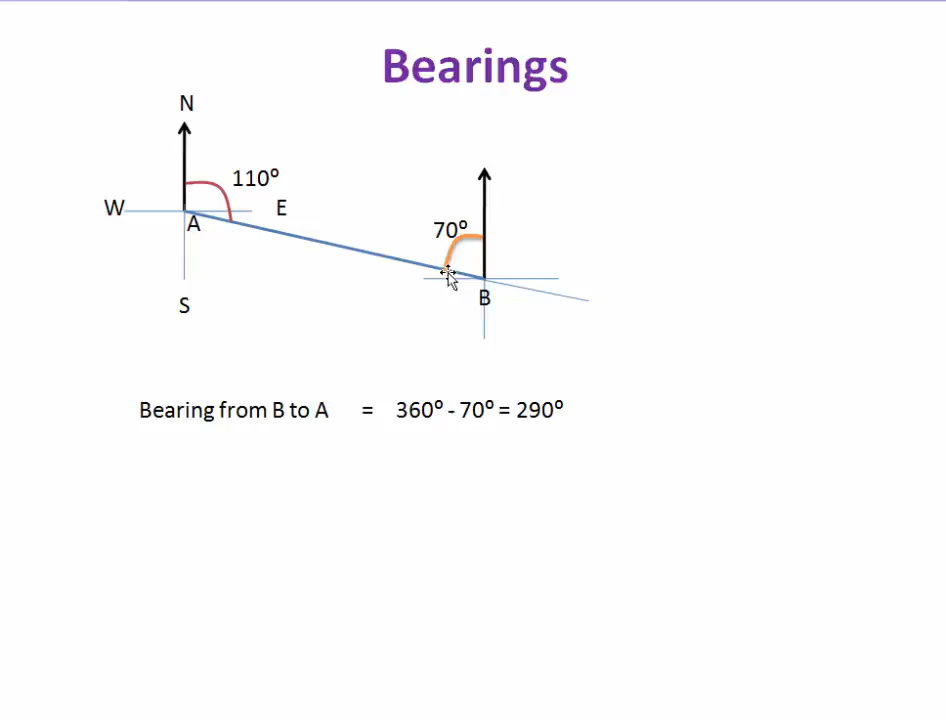 Bearings
N
110º
W
E
A
70º
B
S
Bearing from B to A = 360º - 70º = 290º